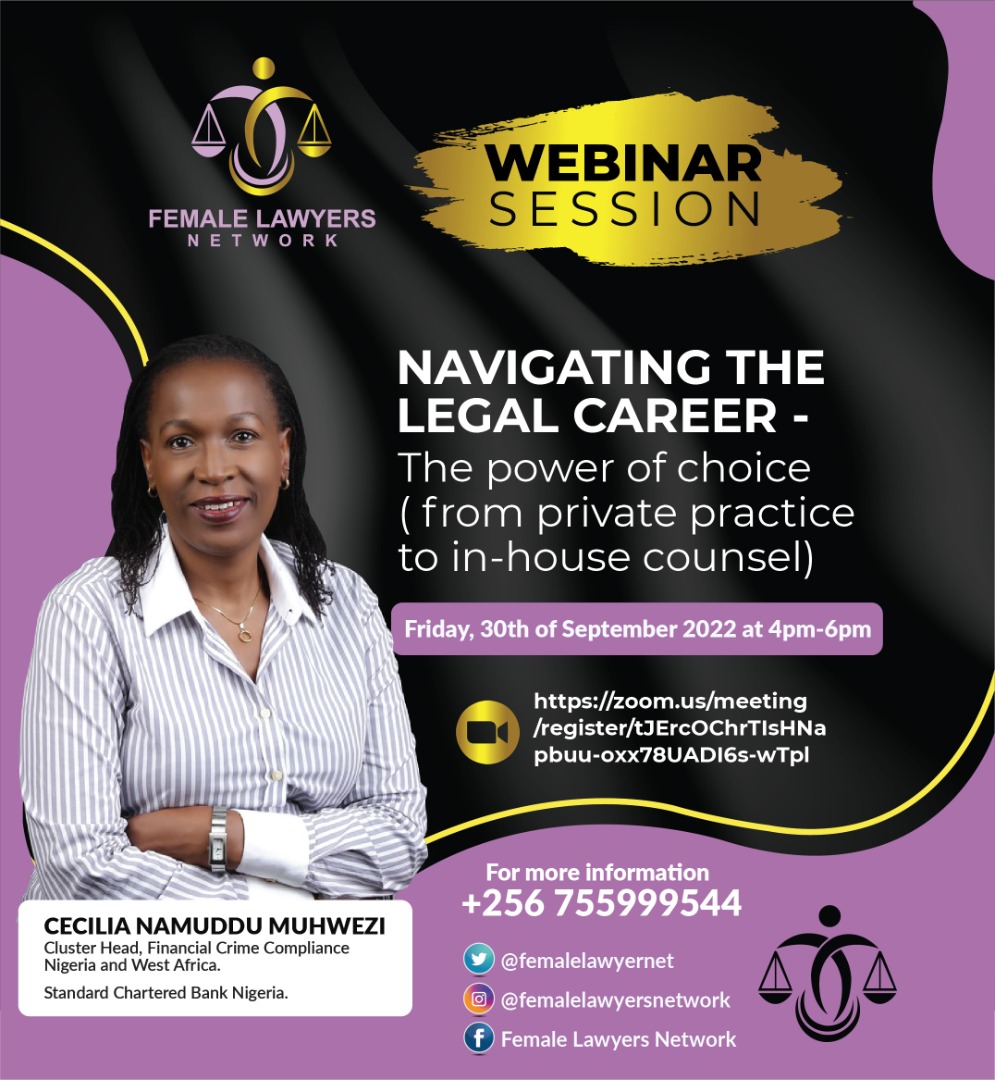 FEMALE LAWYERS
NETWORK
WEBINAR
SESSION
NAVIGATING THE
LEGAL CAREER -
The power of choice
( from private practice
to in-house counsel)
Friday, 30th of September 2022 at 4pm-6pm
https://zoom.us/meeting
/register/tJErcOChrTIsHNa
pbuu-oxx78UADI6s-wTpl
For more information
+256 755999544
CECILIA NAMUDDU MUHWEZI
Cluster Head, Financial Crime Compliance
Nigeria and West Africa.
Standard Chartered Bank Nigeria.
@femalelawyernet
@femalelawyersnetwork
Female Lawyers Network